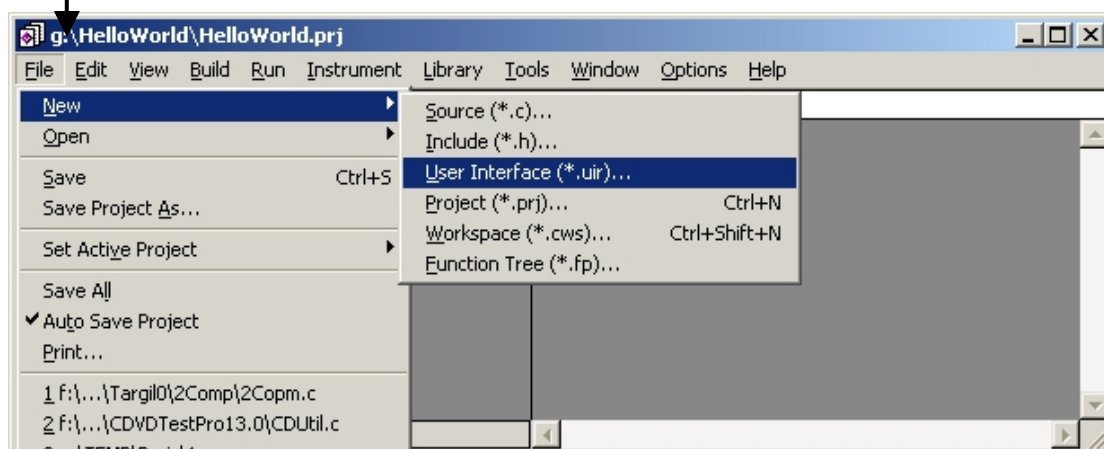 g:\HelloWorld\HelloWorld.prj
File Edit View Build Run Instrument Library Tools Window Options Help
New
Open
Save Ctrl+S
Save Project As...
Set Active Project
Save All
Auto Save Project
Print...
1 f:\...\Targil0\2Comp\2Copm.c
2 f:\...\CDVDTestPro13.0\CDUtil.c
Source (*.c)...
Include (*.h)...
User Interface (*.uir)...
Project (*.prj)... Ctrl+N
Workspace (*.cws)... Ctrl+Shift+N
Function Tree (*.fp)...